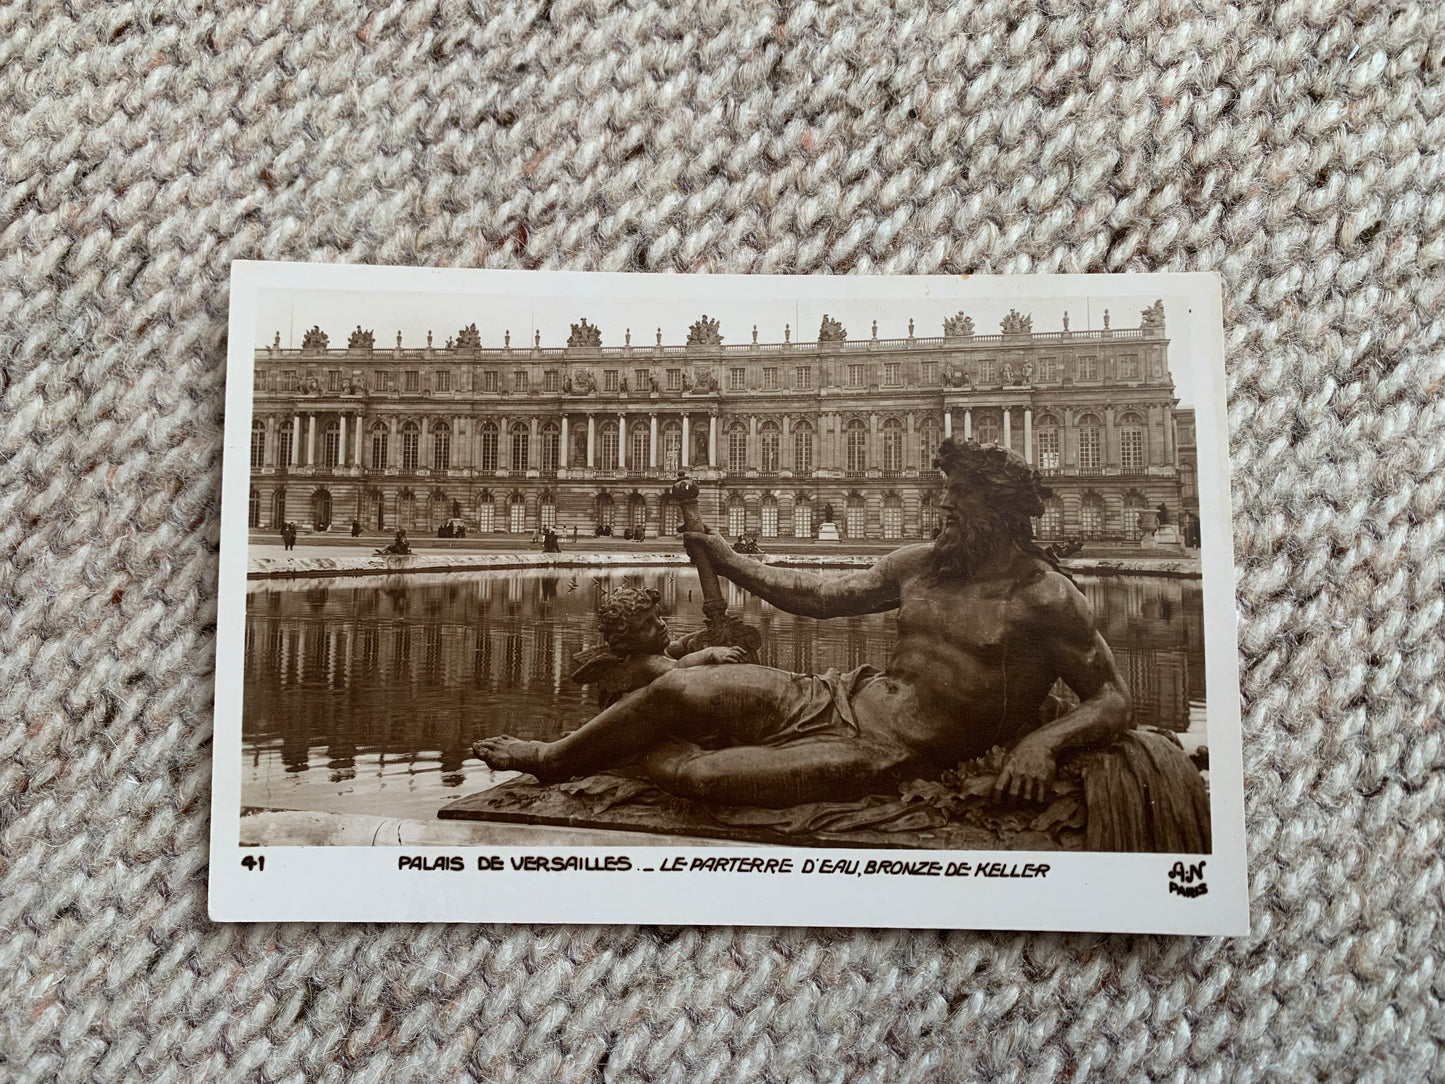 41 PALAIS DE VERSAILLES._ LE PARTERRE D'EAU, BRONZE DE KELLER
A.N
PARIS